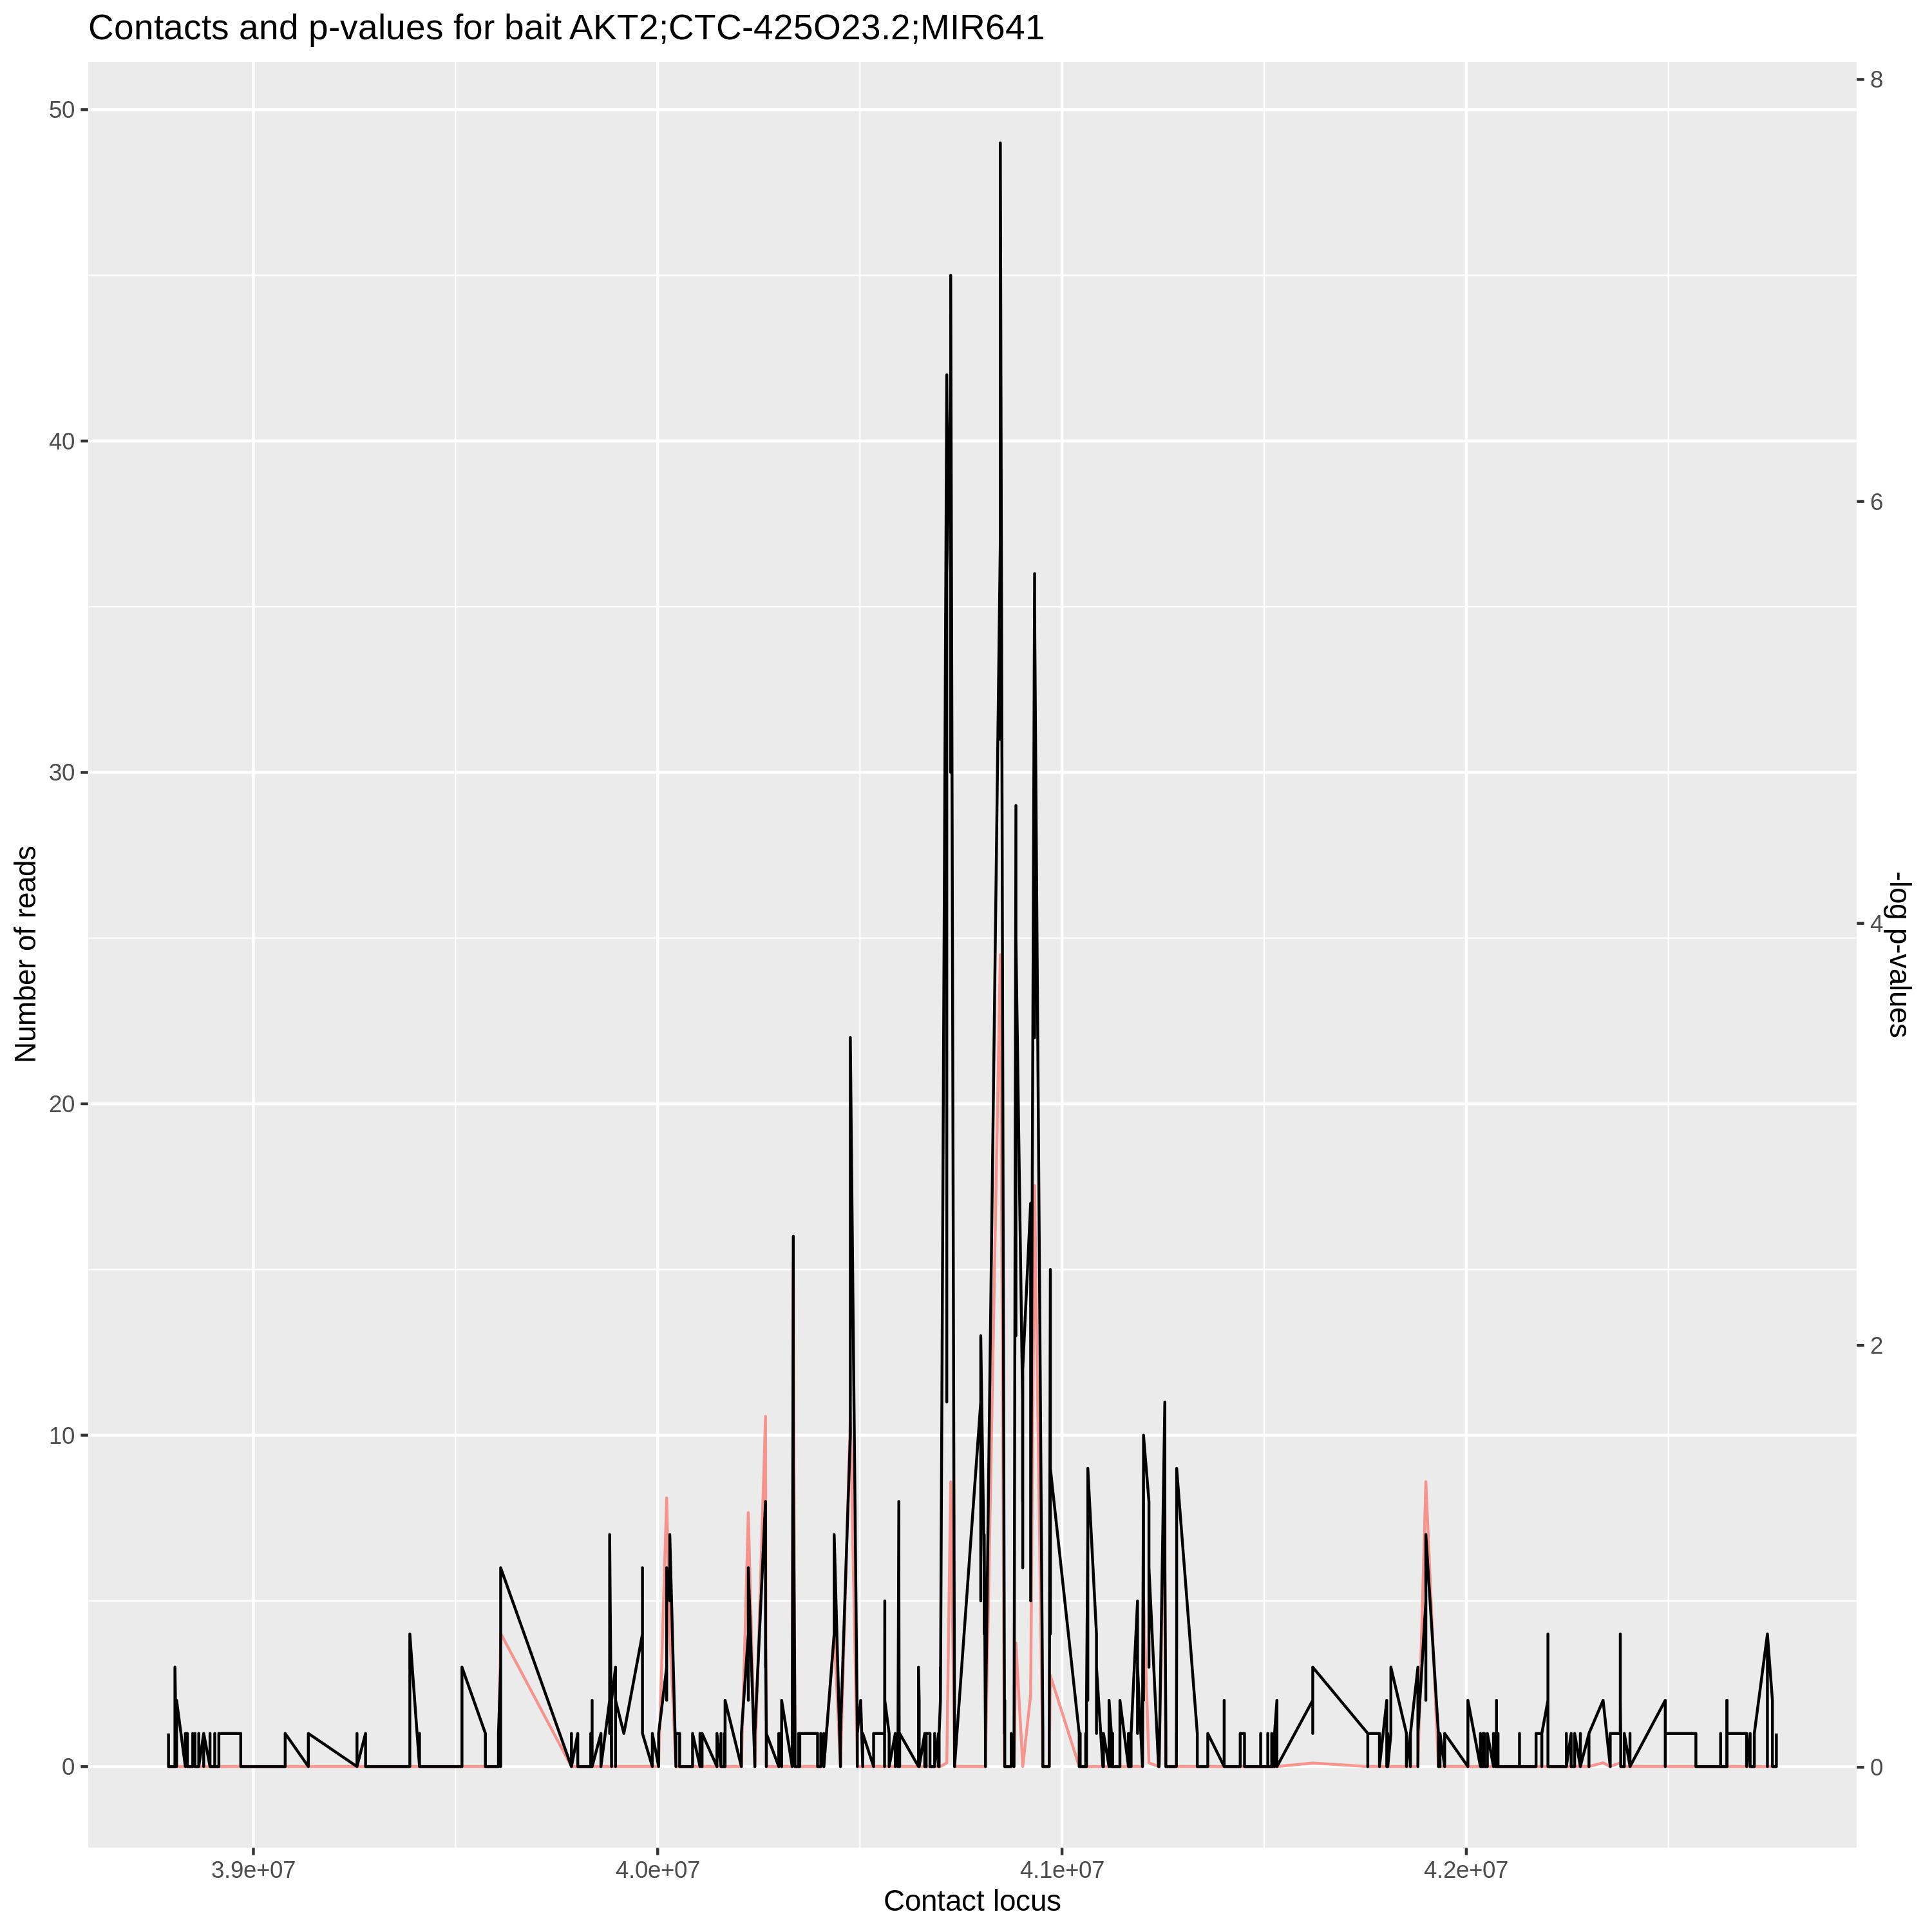 Contacts and p-values for bait AKT2;CTC-425O23.2;MIR641
50
40
30
20
10
0
Number of reads
8
6
4
2
0
-log p-values
3.9e+07
4.0e+07
4.1e+07
4.2e+07
Contact locus